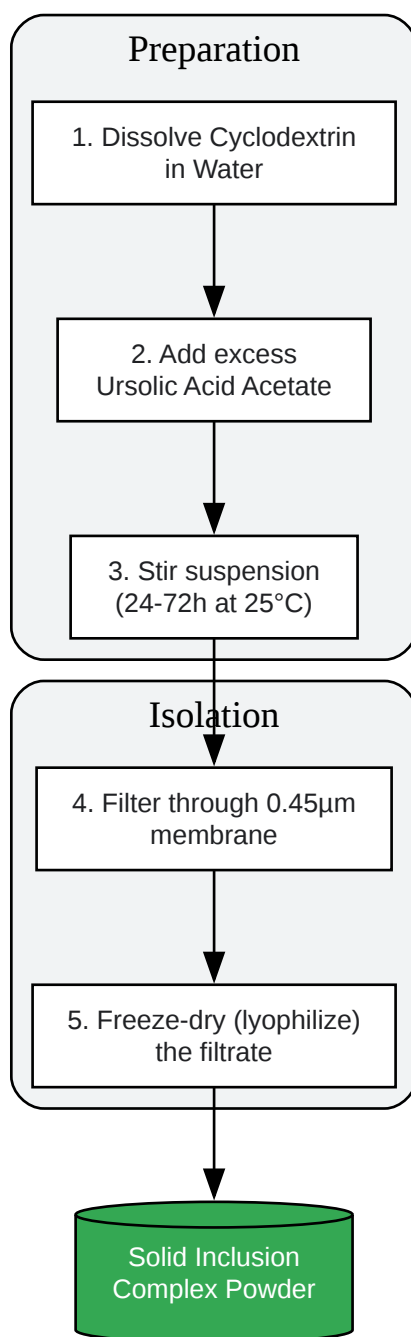 Preparation
1. Dissolve Cyclodextrin
in Water
2. Add excess
Ursolic Acid Acetate
3. Stir suspension
(24-72h at 25°C)
Isolation
4. Filter through 0.45µm
membrane
5. Freeze-dry (lyophilize)
the filtrate
Solid Inclusion
Complex Powder